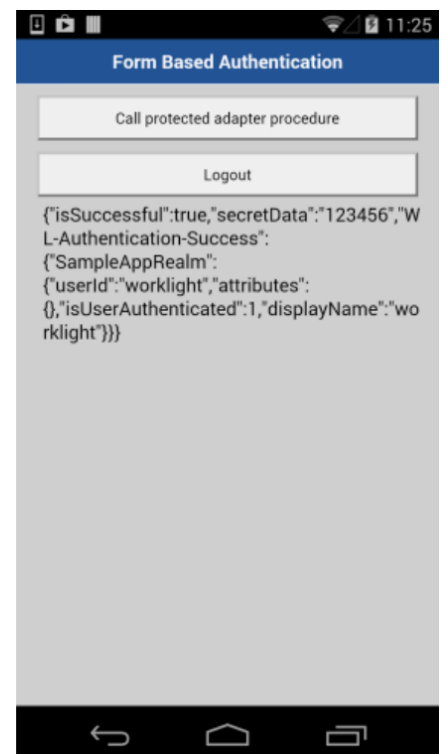 11:25
Form Based Authentication
Call protected adapter procedure
Logout
{"isSuccessful":true,"secretData":"123456","W
L-Authentication-Success":
{"SampleAppRealm":
{"userId":"worklight","attributes":
{},"isUserAuthenticated":1,"displayName":"wo
rklight"}}}